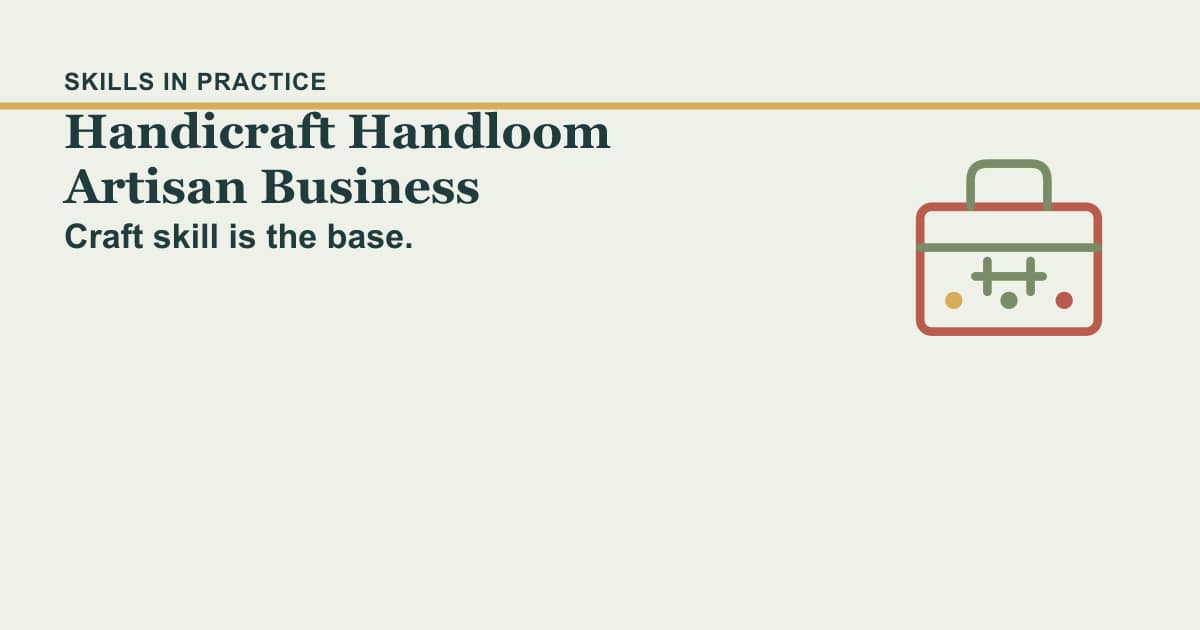 SKILLS IN PRACTICE
Handicraft Handloom
Artisan Business
Craft skill is the base.